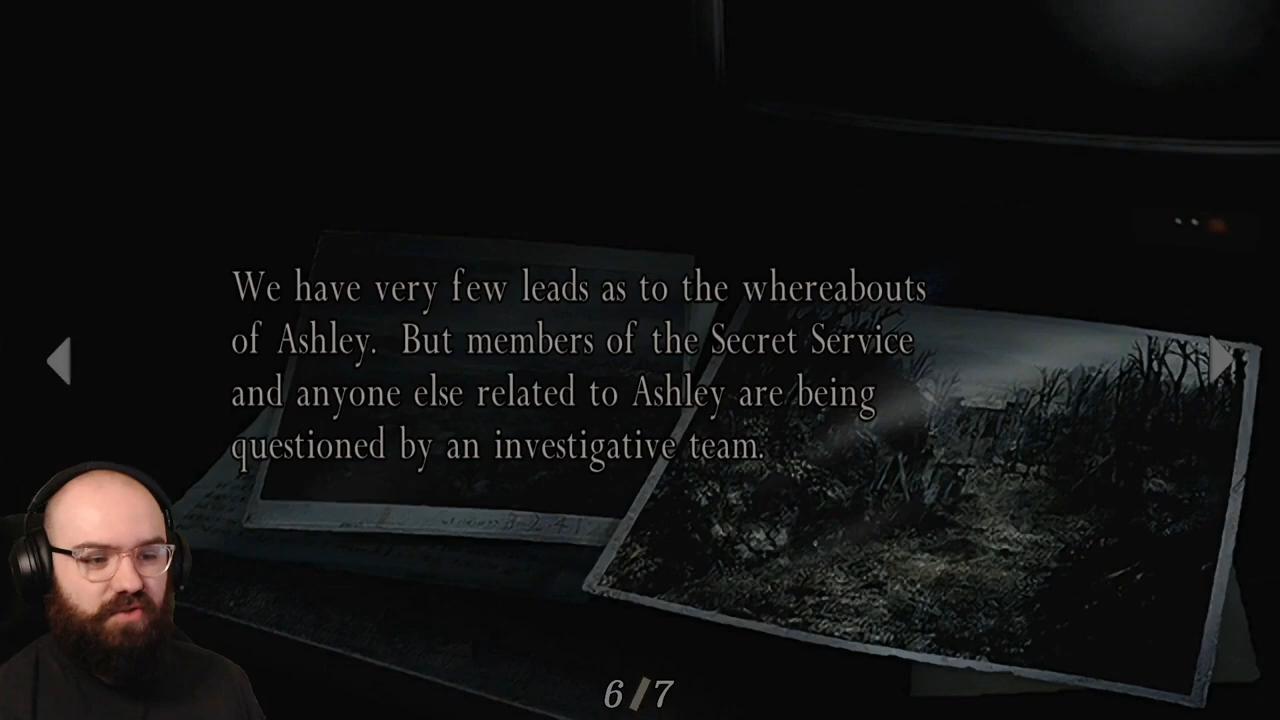 We have very few leads as to the whereabouts
of Ashley. But members of the Secret Service
and anyone else related to Ashley are being
questioned by an investigative team.
6/7